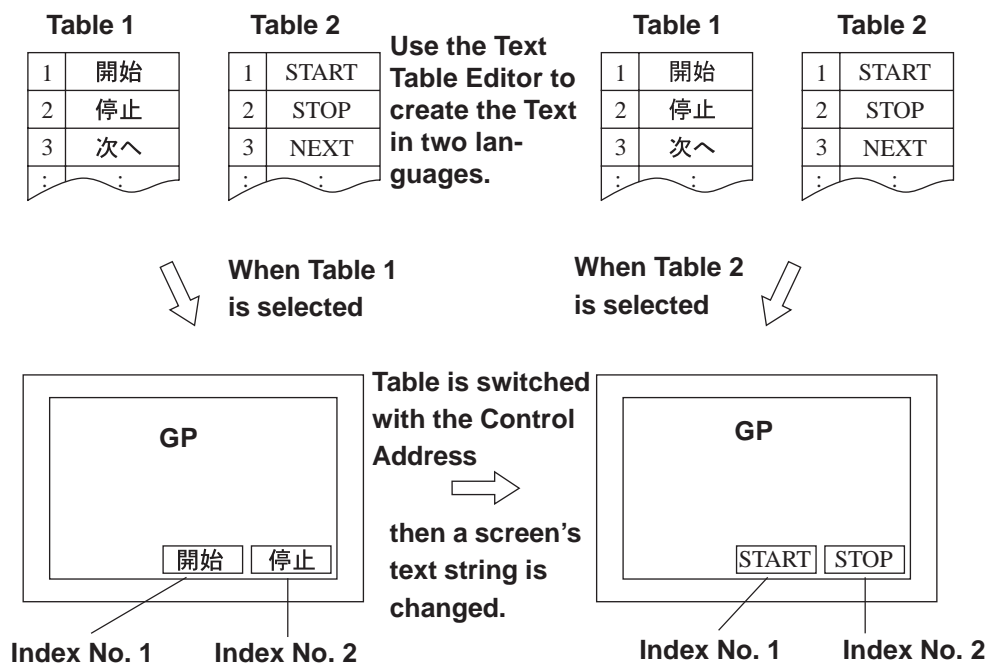 Table 1
1 開始
2 停止
3 次へ
: :
Table 2
1 START
2 STOP
3 NEXT
: :
Use the Text
Table Editor to
create the Text
in two lan-
guages.
Table 1
1 開始
2 停止
3 次へ
: :
Table 2
1 START
2 STOP
3 NEXT
: :
When Table 1
is selected
When Table 2
is selected
GP
開始 停止
Index No. 1 Index No. 2
Table is switched
with the Control
Address
then a screen's
text string is
changed.
GP
START STOP
Index No. 1 Index No. 2